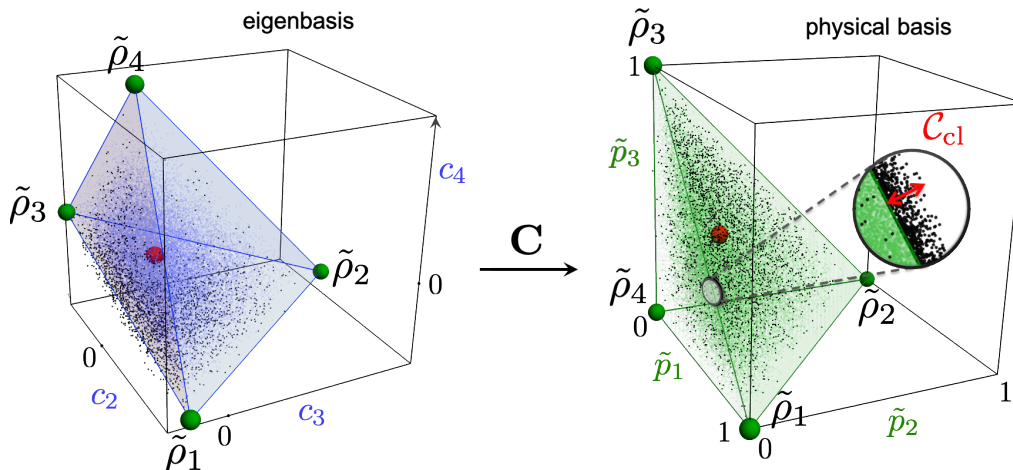 eigenbasis
ρ̃₄
ρ̃₃
ρ̃₂
ρ̃₁
c₄
0
0
c₂
0
c₃
C
physical basis
ρ̃₃
1
p̃₃
𝒞cl
ρ̃₄
0
ρ̃₂
p̃₁
1
ρ̃₁
0
p̃₂
1